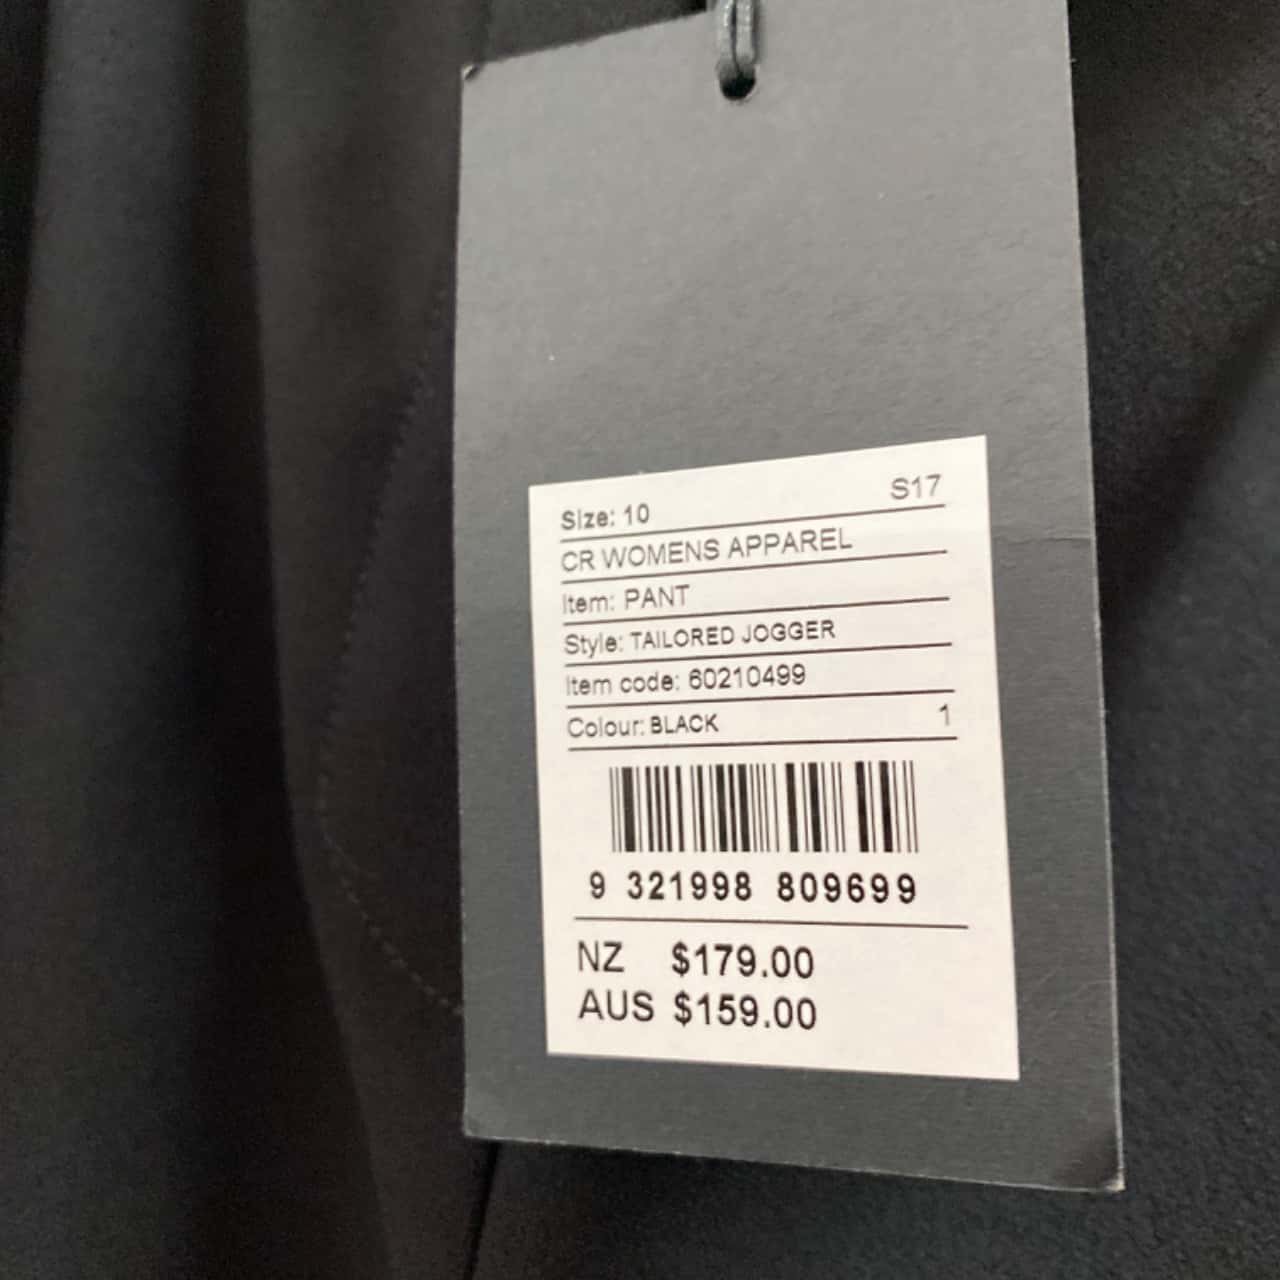 Size: 10 S17
CR WOMENS APPAREL
Item: PANT
Style: TAILORED JOGGER
Item code: 60210499
Colour: BLACK 1
9 321998 809699
NZ $179.00
AUS $159.00